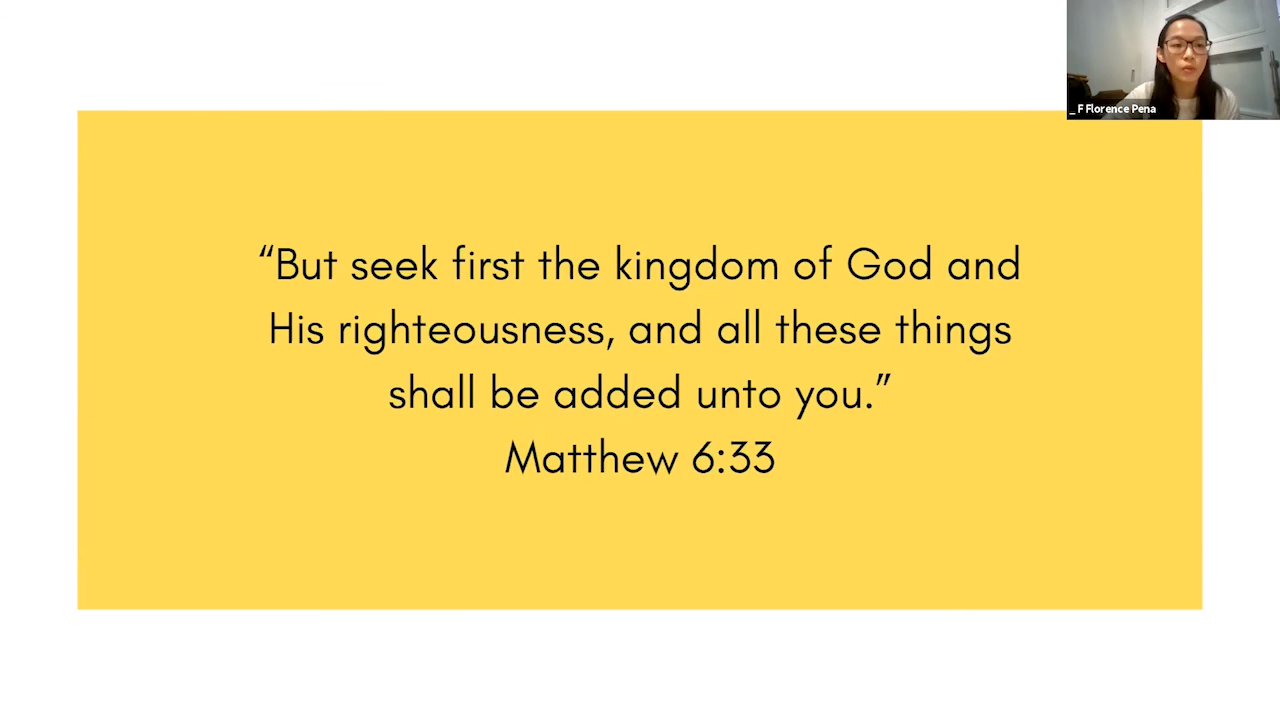 _ F Florence Pena
“But seek first the kingdom of God and
His righteousness, and all these things
shall be added unto you.”
Matthew 6:33